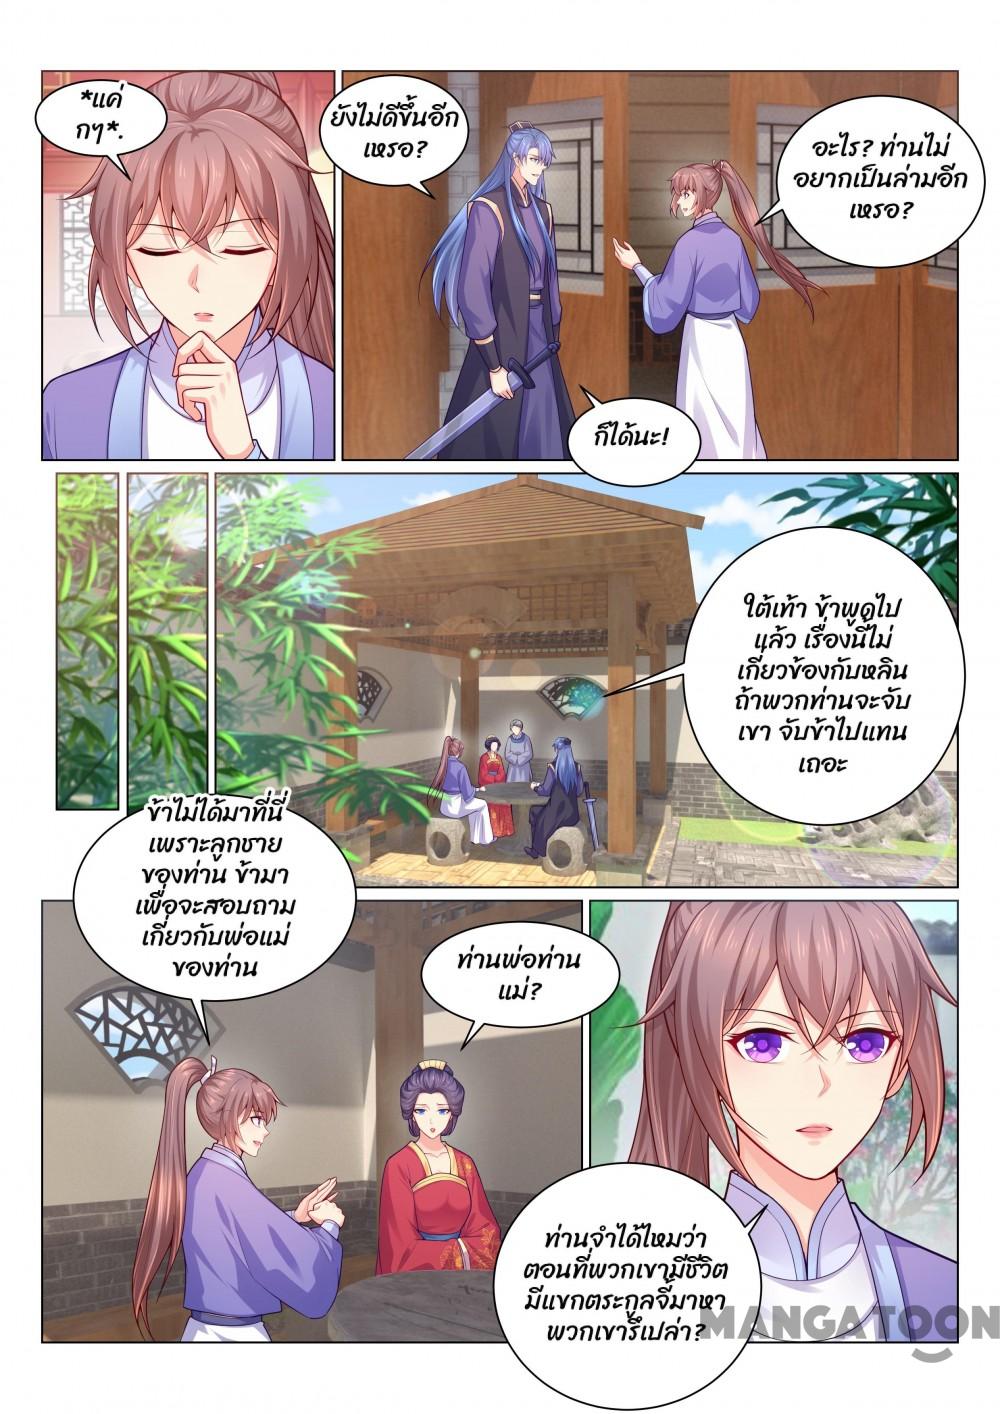 *แค่
กๆ*.
ยังไม่ดีขึ้นอีก
เหรอ?
อะไร? ท่านไม่
อยากเป็นล่ามอีก
เหรอ?
ก็ได้นะ!
ใต้เท้า ข้าพูดไป
แล้ว เรื่องนี้ไม่
เกี่ยวข้องกับหลิน
ถ้าพวกท่านจะจับ
เขา จับข้าไปแทน
เถอะ
ข้าไม่ได้มาที่นี่
เพราะลูกชาย
ของท่าน ข้ามา
เพื่อจะสอบถาม
เกี่ยวกับพ่อแม่
ของท่าน
ท่านพ่อท่าน
แม่?
ท่านจำได้ไหมว่า
ตอนที่พวกเขามีชีวิต
มีแขกตระกูลจี้มาหา
พวกเขารึเปล่า?
MANGATOON